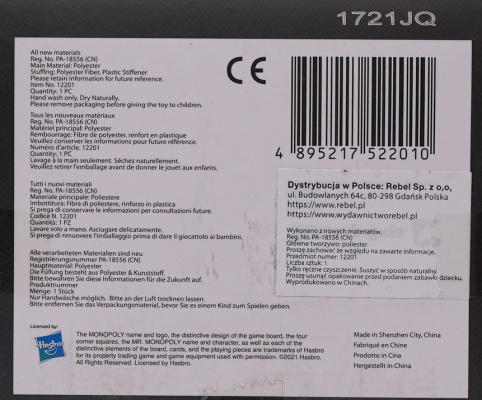 1721JQ
All new materials
Reg. No. PA-18556 (CN)
Main Material: Polyester
Stuffing: Polyester Fiber, Plastic Stiffener
Please retain information for future reference.
Item No. 12201
Quantity: 1 PC
Hand wash only. Dry Naturally.
Please remove packaging before giving the toy to children.
Tous les nouveaux matériaux
Reg. No. PA-18556 (CN)
Matériel principal: Polyester
Rembourrage: Fibre de polyester, renfort en plastique
Veuillez conserver les informations pour future référence.
Numéro d'article: 12201
Quantité: 1 PC
Lavage à la main seulement. Séchez naturellement.
Veuillez retirer l'emballage avant de donner le jouet aux enfants.
Tutti i nuovi materiali
Reg. No. PA-18556 (CN)
Materiale principale: Poliestere
Imbottitura: Fibra di poliestere, rinforzo in plastica
Si prega di conservare le informazioni per consultazioni future.
Codice N. 12201
Quantità: 1 PZ
Lavare solo a mano. Asciugare delicatamente.
Si prega di rimuovere l'imballaggio prima di dare il giocattolo ai bambini.
Alle verarbeiteten Materialien sind neu
Registrierungsnummer PA-18556 (CN)
Hauptmaterial: Polyester
Die Füllung besteht aus Polyester & Kunststoff.
Bitte bewahren Sie diese Informationen für die Zukunft auf.
Produktnummer
Menge: 1 Stück
Nur Handwäsche möglich. Bitte an der Luft trocknen lassen.
Bitte entfernen Sie das Verpackungsmaterial, bevor Sie es einem Kind zum Spielen geben.
CE
4 895217 522010
Dystrybucja w Polsce: Rebel Sp. z o,o,
ul. Budowlanych 64c, 80-298 Gdańsk Polska
https://www.rebel.pl
https://www.wydawnictworebel.pl
Wykonano z nowych materiałów.
Reg. No. PA-18556 (CN)
Główne tworzywo: poliester
Proszę zachować ze względu na zawarte informacje.
Przedmiot numer: 12201
Liczba sztuk: 1
Tylko ręczne czyszczenie. Suszyć w sposób naturalny.
Proszę usunąć opakowanie przed podaniem zabawki dziecku.
Wyprodukowano w Chinach.
Licensed by:
Hasbro
The MONOPOLY name and logo, the distinctive design of the game board, the four
corner squares, the MR. MONOPOLY name and character, as well as each of the
distinctive elements of the board, cards, and the playing pieces are trademarks of Hasbro
for its property trading game and game equipment used with permission. ©2021 Hasbro.
All Rights Reserved. Licensed by Hasbro.
Made in Shenzhen City, China
Fabriqué en Chine
Prodotto in Cina
Hergestellt in China